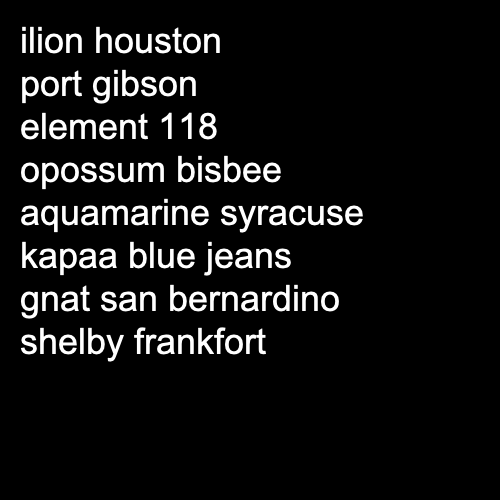 ilion houston
port gibson
element 118
opossum bisbee
aquamarine syracuse
kapaa blue jeans
gnat san bernardino
shelby frankfort